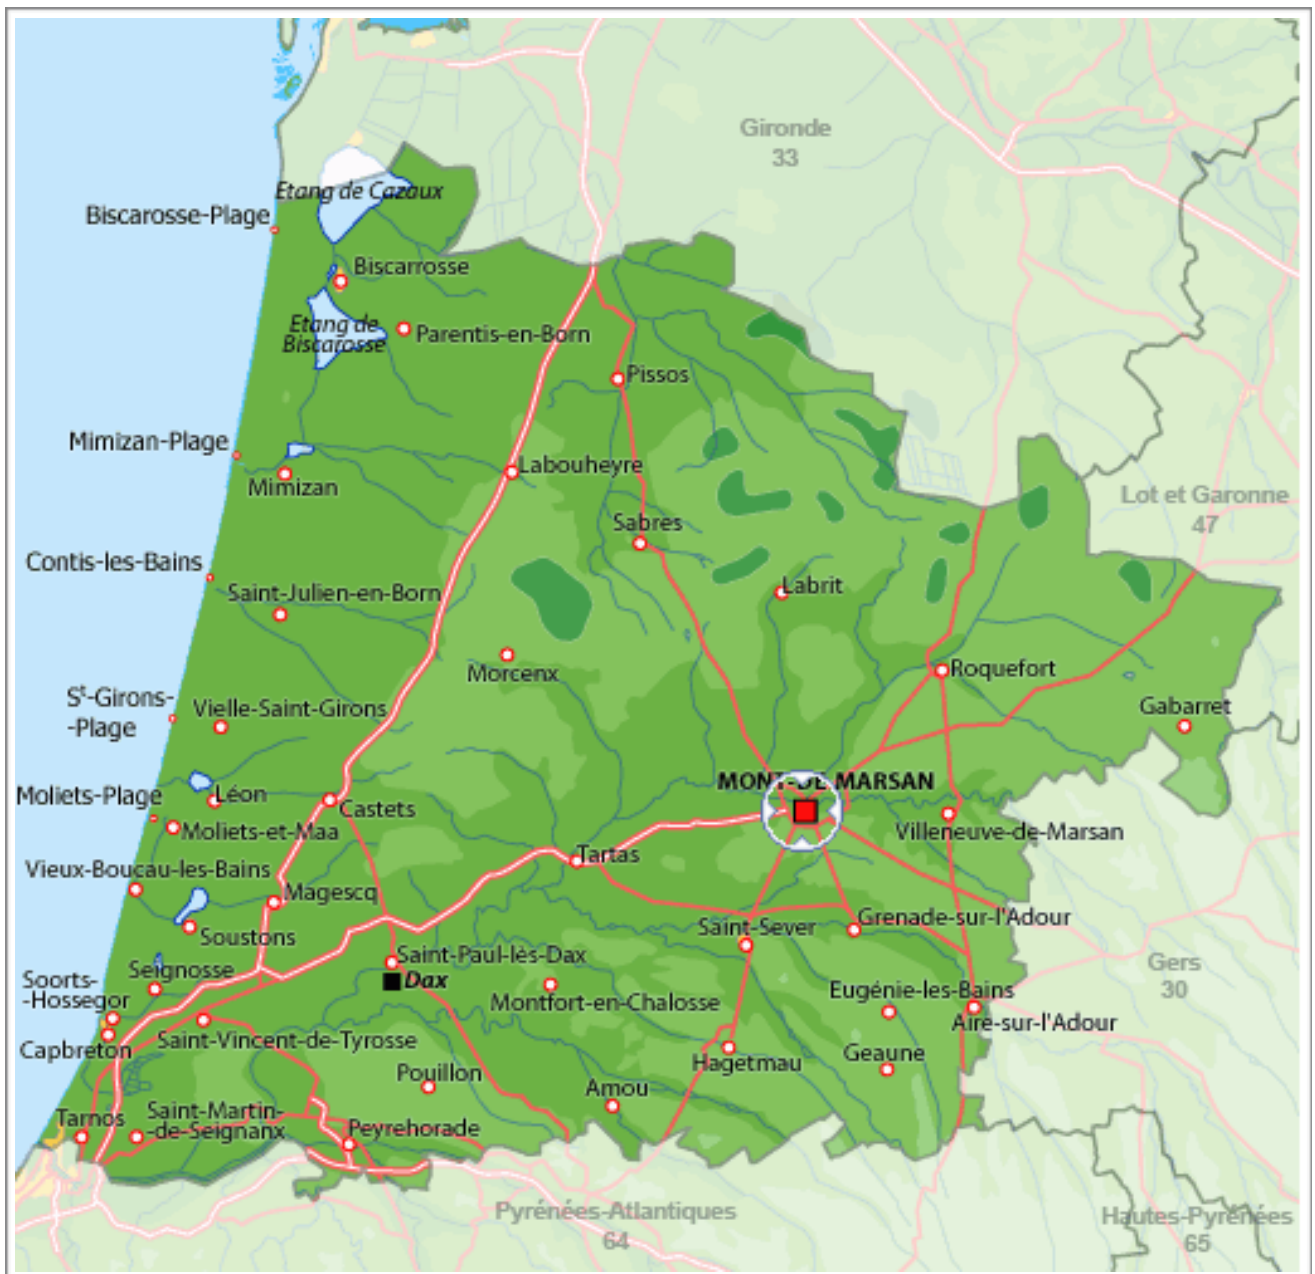 Gironde
33
Etang de Cazaux
Biscarosse-Plage
Biscarrosse
Etang de
Biscarosse
Parentis-en-Born
Pissos
Mimizan-Plage
Labouheyre
Mimizan
Lot et Garonne
47
Sabres
Contis-les-Bains
Saint-Julien-en-Born
Labrit
Morcenx
Roquefort
St-Girons-
-Plage
Vielle-Saint-Girons
Gabarret
MONT-DE MARSAN
Moliets-Plage
Léon
Castets
Moliets-et-Maa
Villeneuve-de-Marsan
Tartas
Vieux-Boucau-les-Bains
Magescq
Soustons
Saint-Sever
Grenade-sur-l'Adour
Saint-Paul-lès-Dax
Dax
Seignosse
Soorts-
-Hossegor
Montfort-en-Chalosse
Eugénie-les-Bains
Gers
30
Aire-sur-l'Adour
Capbreton
Saint-Vincent-de-Tyrosse
Hagetmau
Geaune
Pouillon
Amou
Tarnos
Saint-Martin-
-de-Seignanx
Peyrehorade
Pyrénées-Atlantiques
64
Hautes-Pyrénées
65